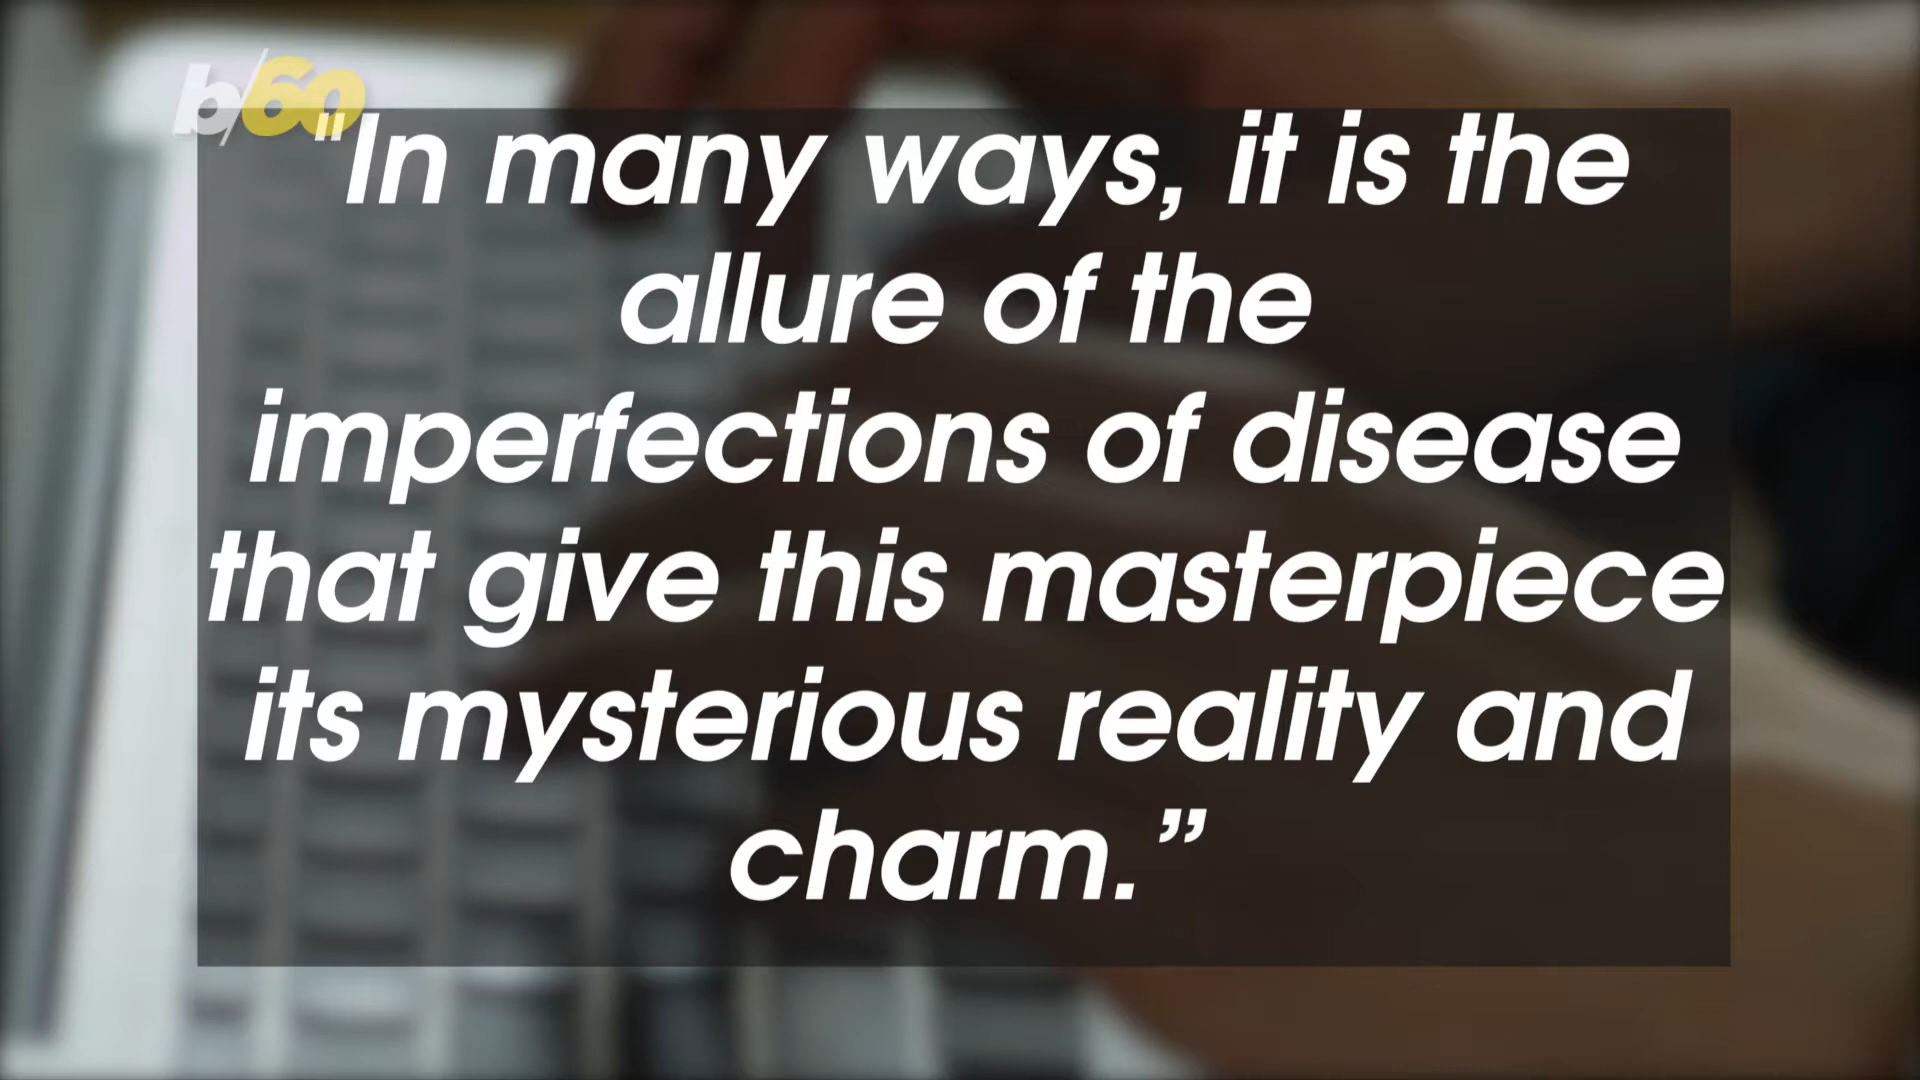 b/60
"In many ways, it is the
allure of the
imperfections of disease
that give this masterpiece
its mysterious reality and
charm.”